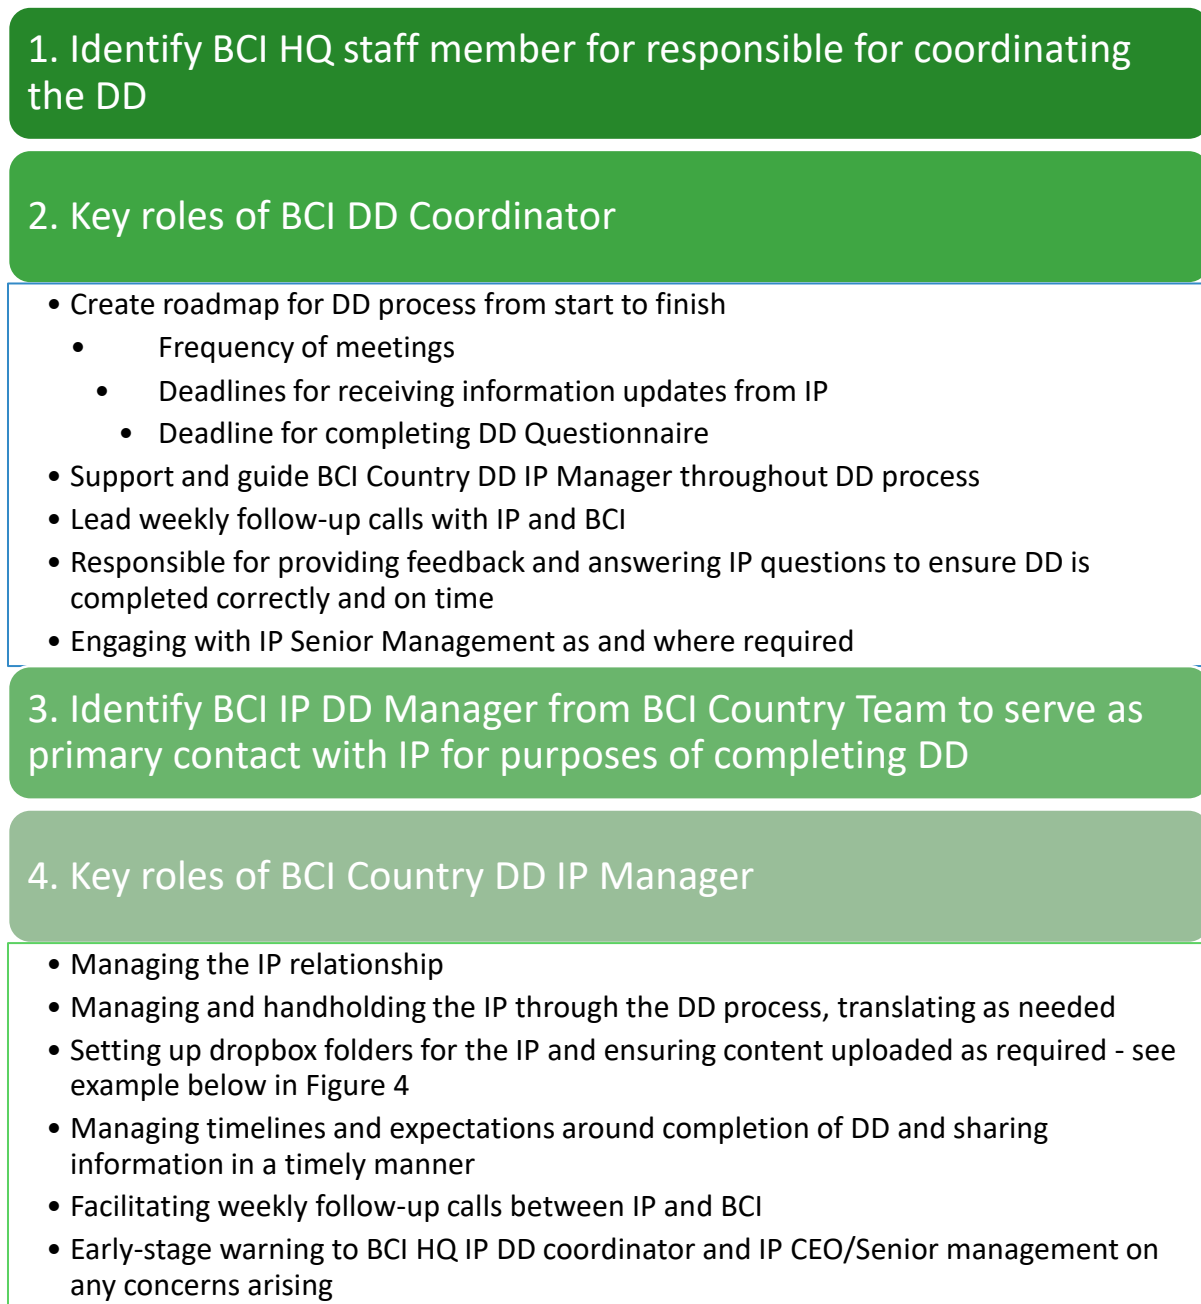 1. Identify BCI HQ staff member for responsible for coordinating
the DD
2. Key roles of BCI DD Coordinator
• Create roadmap for DD process from start to finish
• Frequency of meetings
• Deadlines for receiving information updates from IP
• Deadline for completing DD Questionnaire
• Support and guide BCI Country DD IP Manager throughout DD process
• Lead weekly follow-up calls with IP and BCI
• Responsible for providing feedback and answering IP questions to ensure DD is
completed correctly and on time
• Engaging with IP Senior Management as and where required
3. Identify BCI IP DD Manager from BCI Country Team to serve as
primary contact with IP for purposes of completing DD
4. Key roles of BCI Country DD IP Manager
• Managing the IP relationship
• Managing and handholding the IP through the DD process, translating as needed
• Setting up dropbox folders for the IP and ensuring content uploaded as required - see
example below in Figure 4
• Managing timelines and expectations around completion of DD and sharing
information in a timely manner
• Facilitating weekly follow-up calls between IP and BCI
• Early-stage warning to BCI HQ IP DD coordinator and IP CEO/Senior management on
any concerns arising